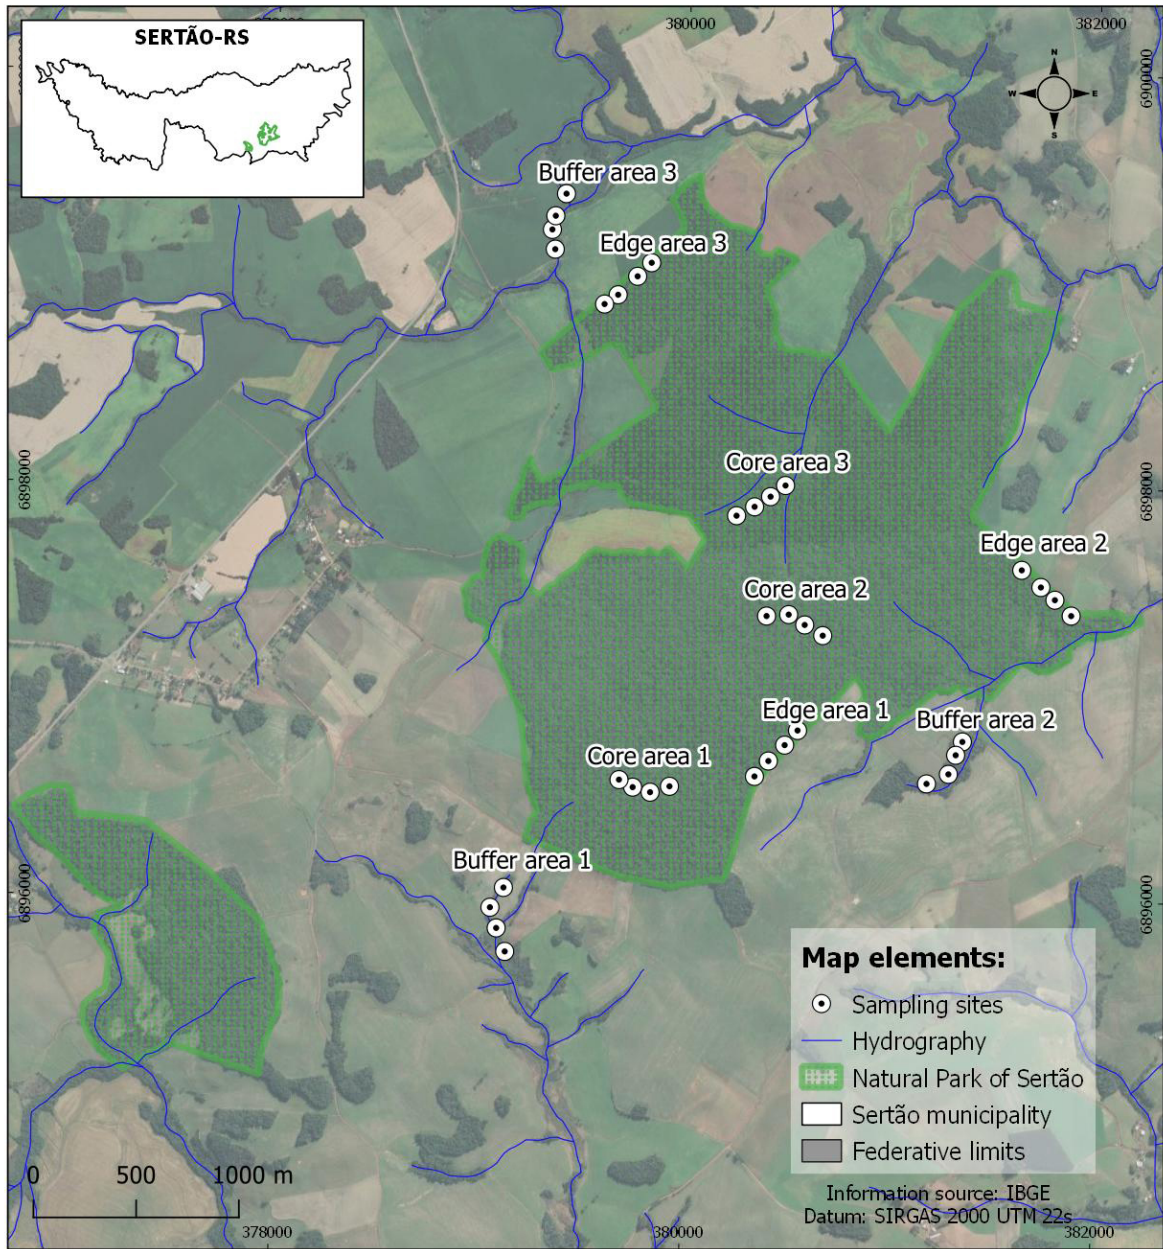 378000
380000
382000
SERTÃO-RS
N
W
E
S
6900000
Buffer area 3
Edge area 3
6898000
Core area 3
6898000
Edge area 2
Core area 2
Edge area 1
Buffer area 2
Core area 1
Buffer area 1
6896000
6896000
Map elements:
Sampling sites
Hydrography
Natural Park of Sertão
Sertão municipality
Federative limits
0 500 1000 m
Information source: IBGE
Datum: SIRGAS 2000 UTM 22s
378000
380000
382000